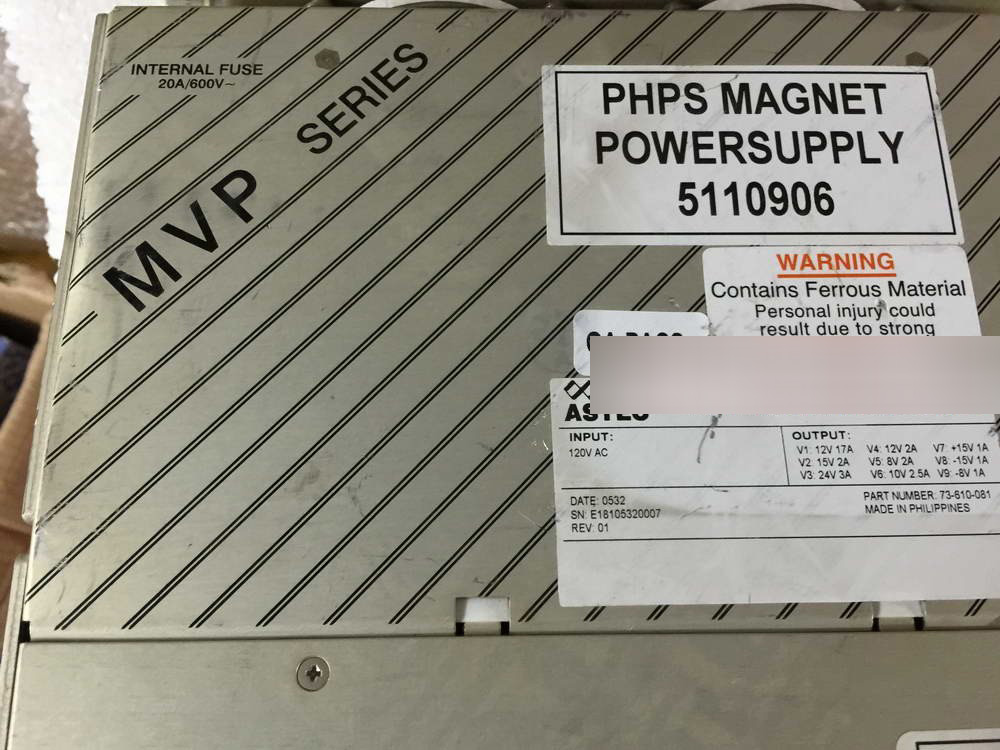 INTERNAL FUSE
20A/600V~
MVP SERIES
PHPS MAGNET
POWERSUPPLY
5110906
WARNING
Contains Ferrous Material
Personal injury could
result due to strong
ASTEC
INPUT:
120V AC
OUTPUT:
V1: 12V 17A V4: 12V 2A V7: +15V 1A
V2: 15V 2A V5: 8V 2A V8: -15V 1A
V3: 24V 3A V6: 10V 2.5A V9: -8V 1A
DATE: 0532
SN: E18105320007
REV: 01
PART NUMBER: 73-610-081
MADE IN PHILIPPINES